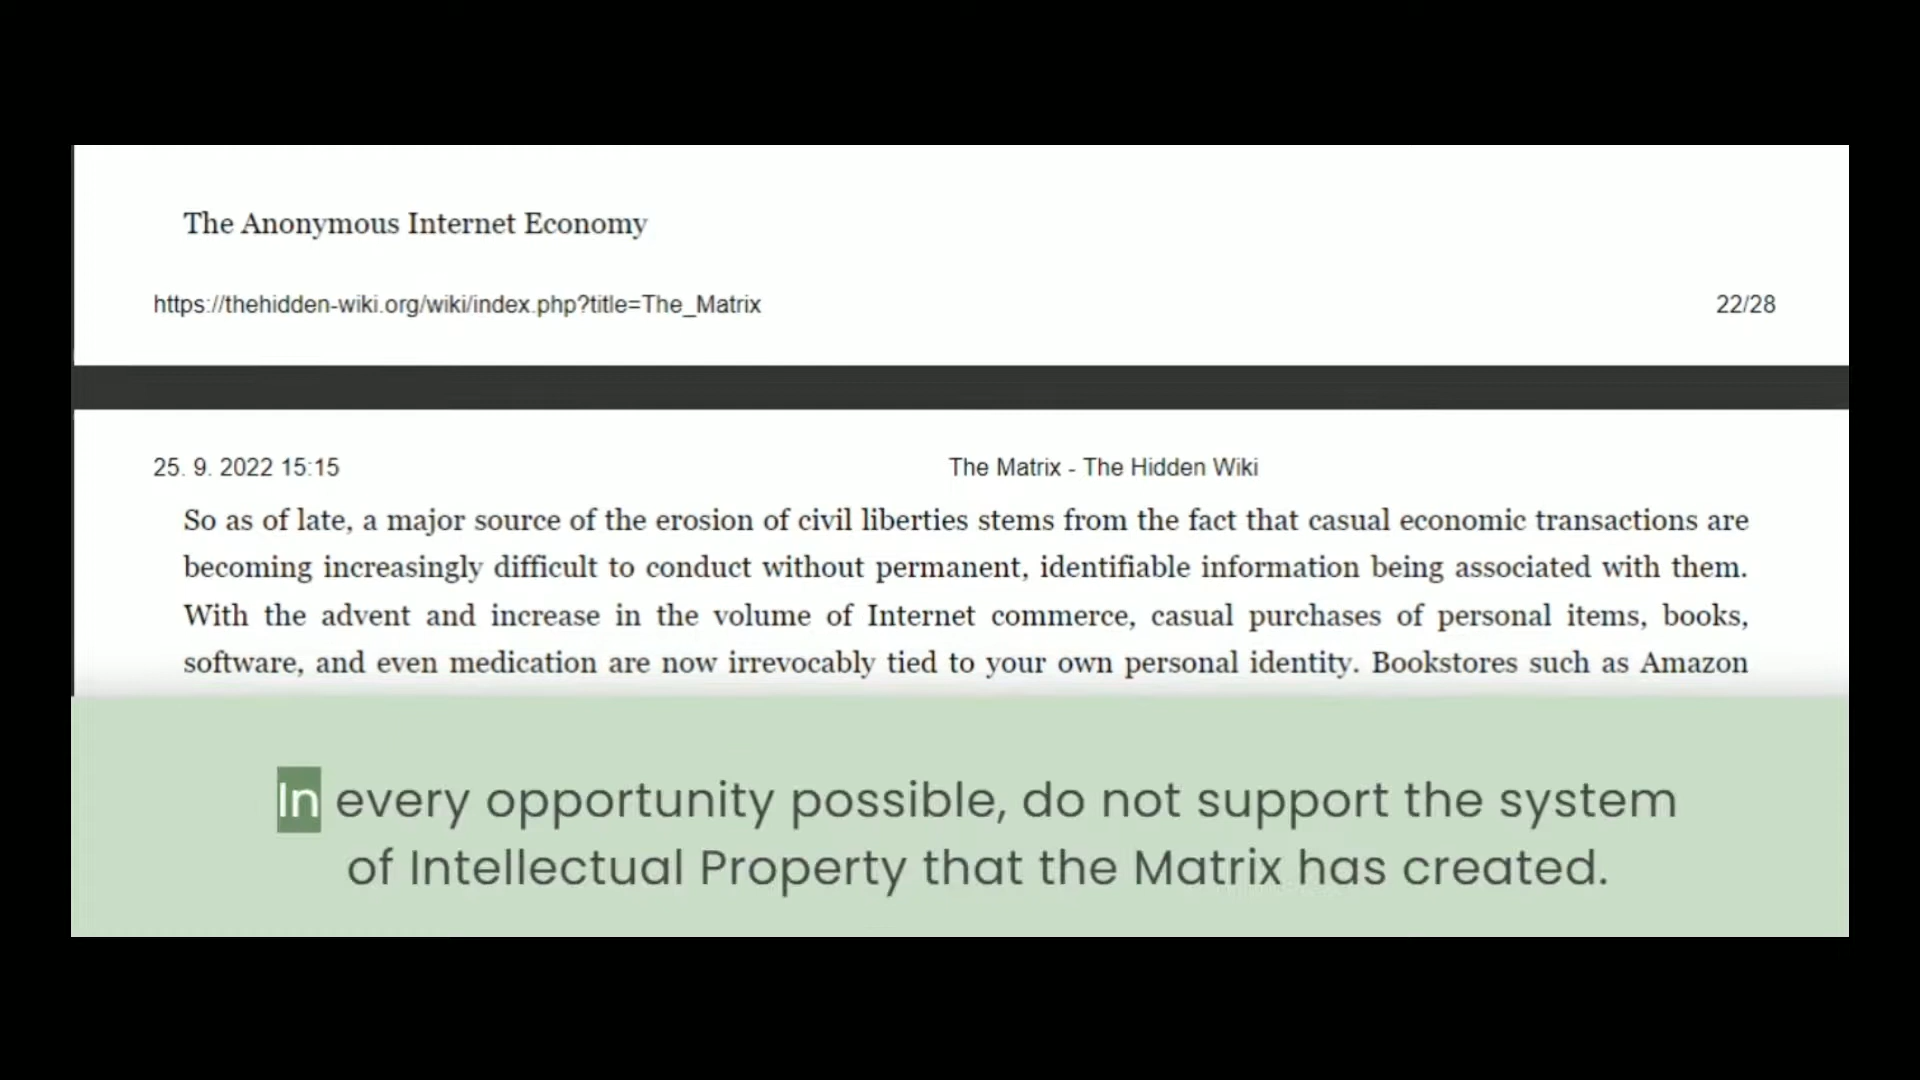 The Anonymous Internet Economy
https://thehidden-wiki.org/wiki/index.php?title=The_Matrix 22/28
25. 9. 2022 15:15 The Matrix - The Hidden Wiki
So as of late, a major source of the erosion of civil liberties stems from the fact that casual economic transactions are
becoming increasingly difficult to conduct without permanent, identifiable information being associated with them.
With the advent and increase in the volume of Internet commerce, casual purchases of personal items, books,
software, and even medication are now irrevocably tied to your own personal identity. Bookstores such as Amazon
In every opportunity possible, do not support the system
of Intellectual Property that the Matrix has created.